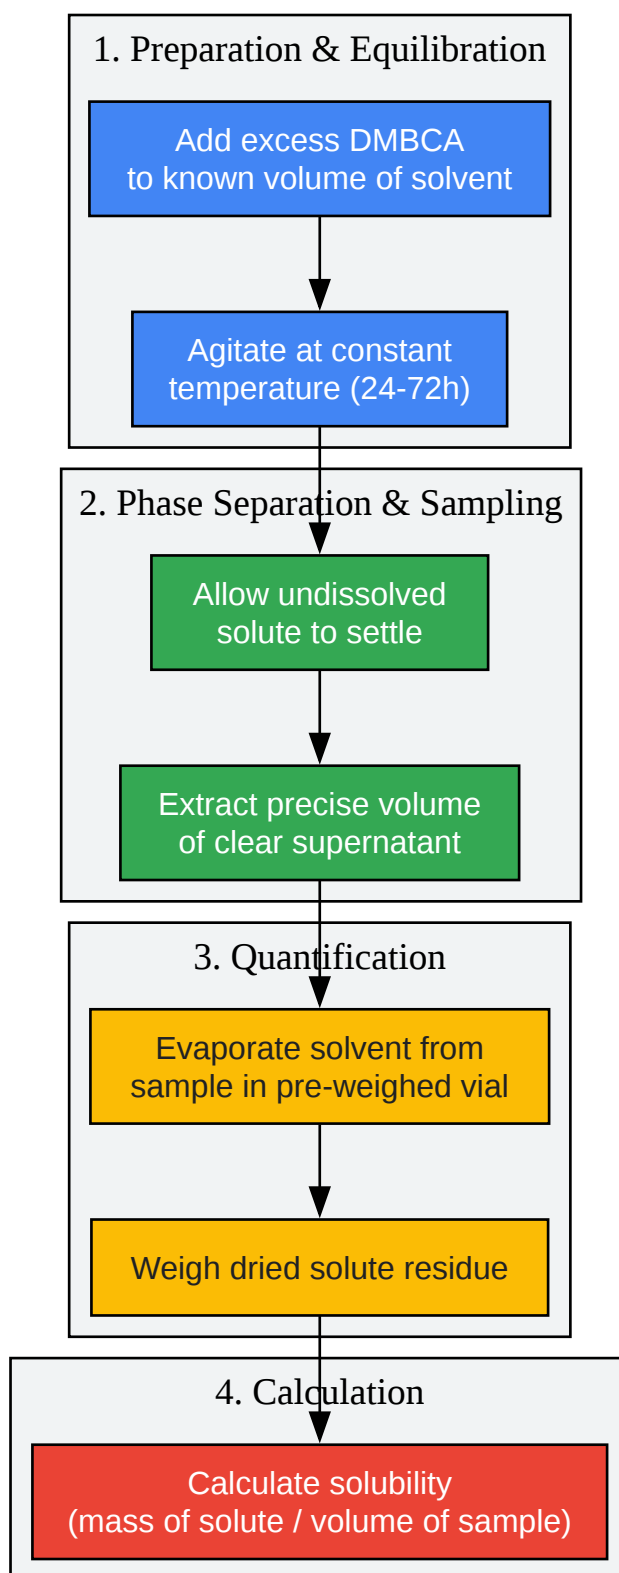 1. Preparation & Equilibration
Add excess DMBCA
to known volume of solvent
Agitate at constant
temperature (24-72h)
2. Phase Separation & Sampling
Allow undissolved
solute to settle
Extract precise volume
of clear supernatant
3. Quantification
Evaporate solvent from
sample in pre-weighed vial
Weigh dried solute residue
4. Calculation
Calculate solubility
(mass of solute / volume of sample)